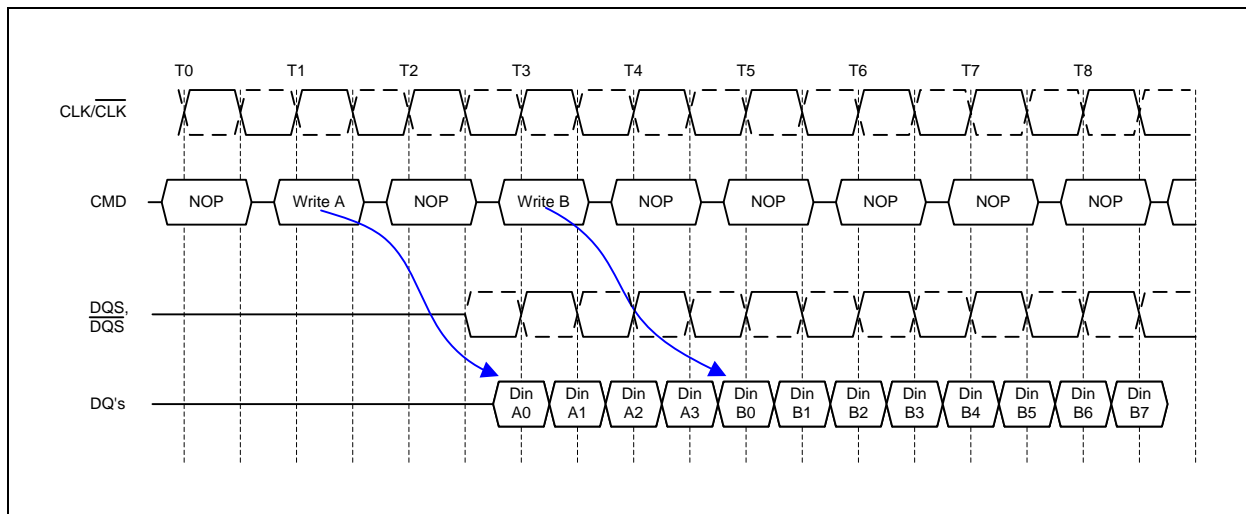 T0 T1 T2 T3 T4 T5 T6 T7 T8
CLK/CLK
CMD NOP Write A NOP Write B NOP NOP NOP NOP NOP
DQS,
DQS
DQ's Din A0 Din A1 Din A2 Din A3 Din B0 Din B1 Din B2 Din B3 Din B4 Din B5 Din B6 Din B7